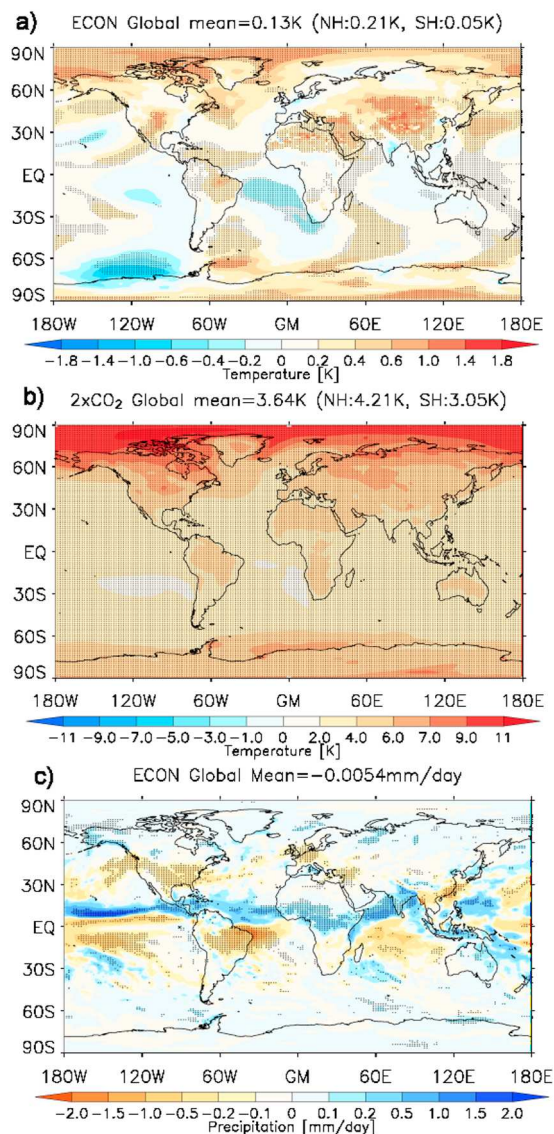 a) ECON Global mean=0.13K (NH:0.21K, SH:0.05K)
90N
60N
30N
EQ
30S
60S
90S
180W 120W 60W GM 60E 120E 180E
-1.8 -1.4 -1.0 -0.6 -0.4 -0.2 0 0.2 0.4 0.6 1.0 1.4 1.8
Temperature [K]
b) 2xCO₂ Global mean=3.64K (NH:4.21K, SH:3.05K)
90N
60N
30N
EQ
30S
60S
90S
180W 120W 60W GM 60E 120E 180E
-11 -9.0 -7.0 -5.0 -3.0 -1.0 0 2.0 4.0 6.0 7.0 9.0 11
Temperature [K]
c) ECON Global Mean=-0.0054mm/day
90N
60N
30N
EQ
30S
60S
90S
180W 120W 60W GM 60E 120E 180E
-2.0 -1.5 -1.0 -0.5 -0.2 -0.1 0 0.1 0.2 0.5 1.0 1.5 2.0
Precipitation [mm/day]